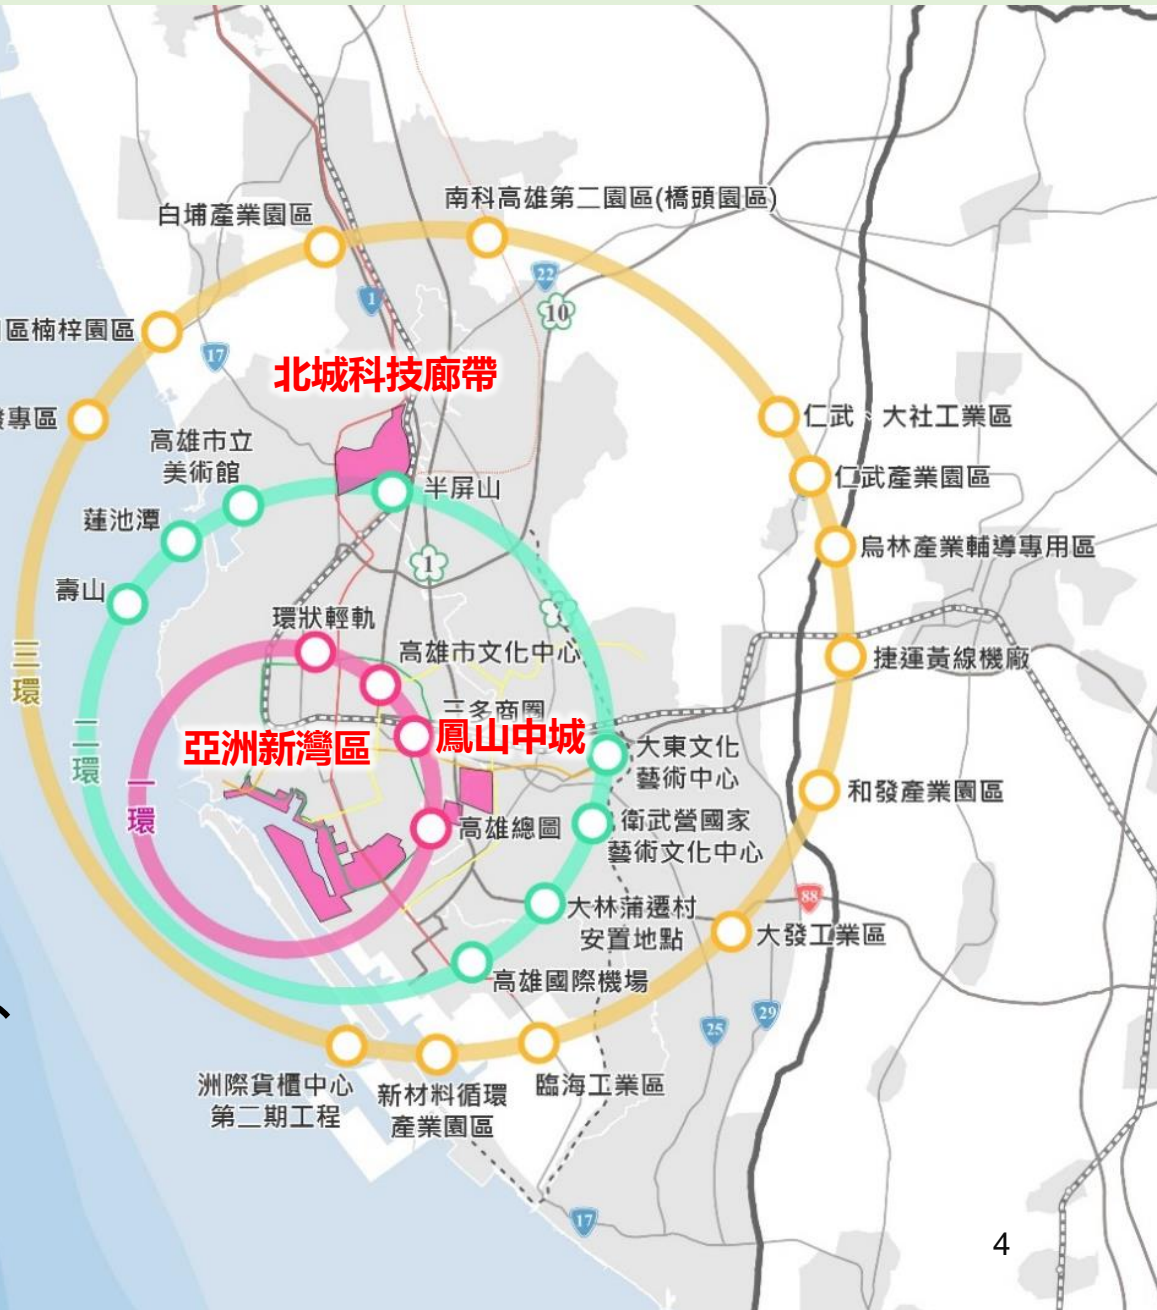 南科高雄第二園區(橋頭園區)
白埔產業園區
22
1
10
區楠梓園區
17
北城科技廊帶
專區
仁武、大社工業區
高雄市立
美術館
仁武產業園區
半屏山
蓮池潭
烏林產業輔導專用區
1
壽山
環狀輕軌
高雄市文化中心
捷運黃線機廠
三環
三多商圈
二環
亞洲新灣區
鳳山中城
大東文化
藝術中心
一環
和發產業園區
高雄總圖
衛武營國家
藝術文化中心
88
大林蒲遷村
安置地點
大發工業區
高雄國際機場
29
25
洲際貨櫃中心
第二期工程
新材料循環
產業園區
臨海工業區
17
4